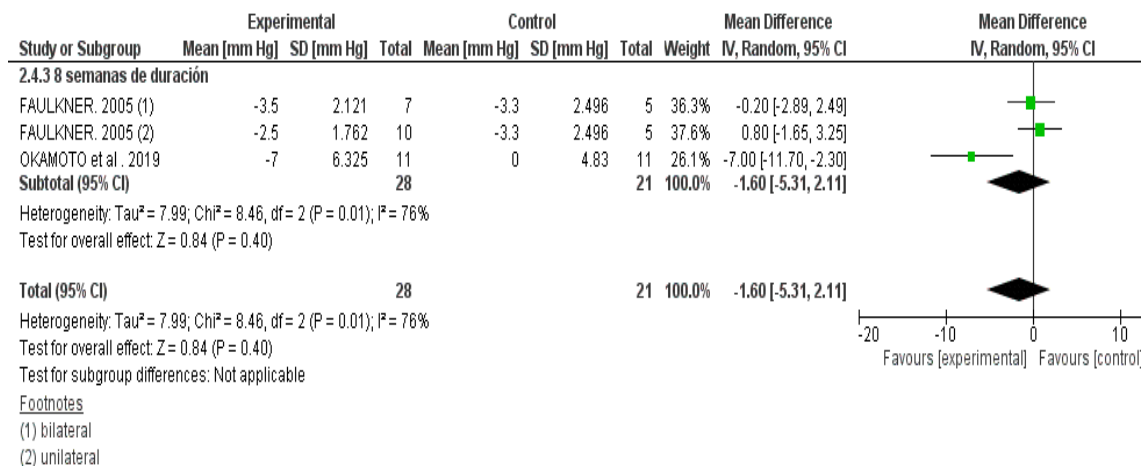 Experimental Control Mean Difference Mean Difference
Study or Subgroup Mean [mm Hg] SD [mm Hg] Total Mean [mm Hg] SD [mm Hg] Total Weight IV, Random, 95% CI IV, Random, 95% CI
2.4.3 8 semanas de duración
FAULKNER. 2005 (1) -3.5 2.121 7 -3.3 2.496 5 36.3% -0.20 [-2.89, 2.49]
FAULKNER. 2005 (2) -2.5 1.762 10 -3.3 2.496 5 37.6% 0.80 [-1.65, 3.25]
OKAMOTO et al . 2019 -7 6.325 11 0 4.83 11 26.1% -7.00 [-11.70, -2.30]
Subtotal (95% CI) 28 21 100.0% -1.60 [-5.31, 2.11]
Heterogeneity: Tau² = 7.99; Chi² = 8.46, df = 2 (P = 0.01); I² = 76%
Test for overall effect: Z = 0.84 (P = 0.40)
Total (95% CI) 28 21 100.0% -1.60 [-5.31, 2.11]
Heterogeneity: Tau² = 7.99; Chi² = 8.46, df = 2 (P = 0.01); I² = 76%
-20 -10 0 10
Test for overall effect: Z = 0.84 (P = 0.40)
Favours [experimental] Favours [control]
Test for subgroup differences: Not applicable
Footnotes
(1) bilateral
(2) unilateral